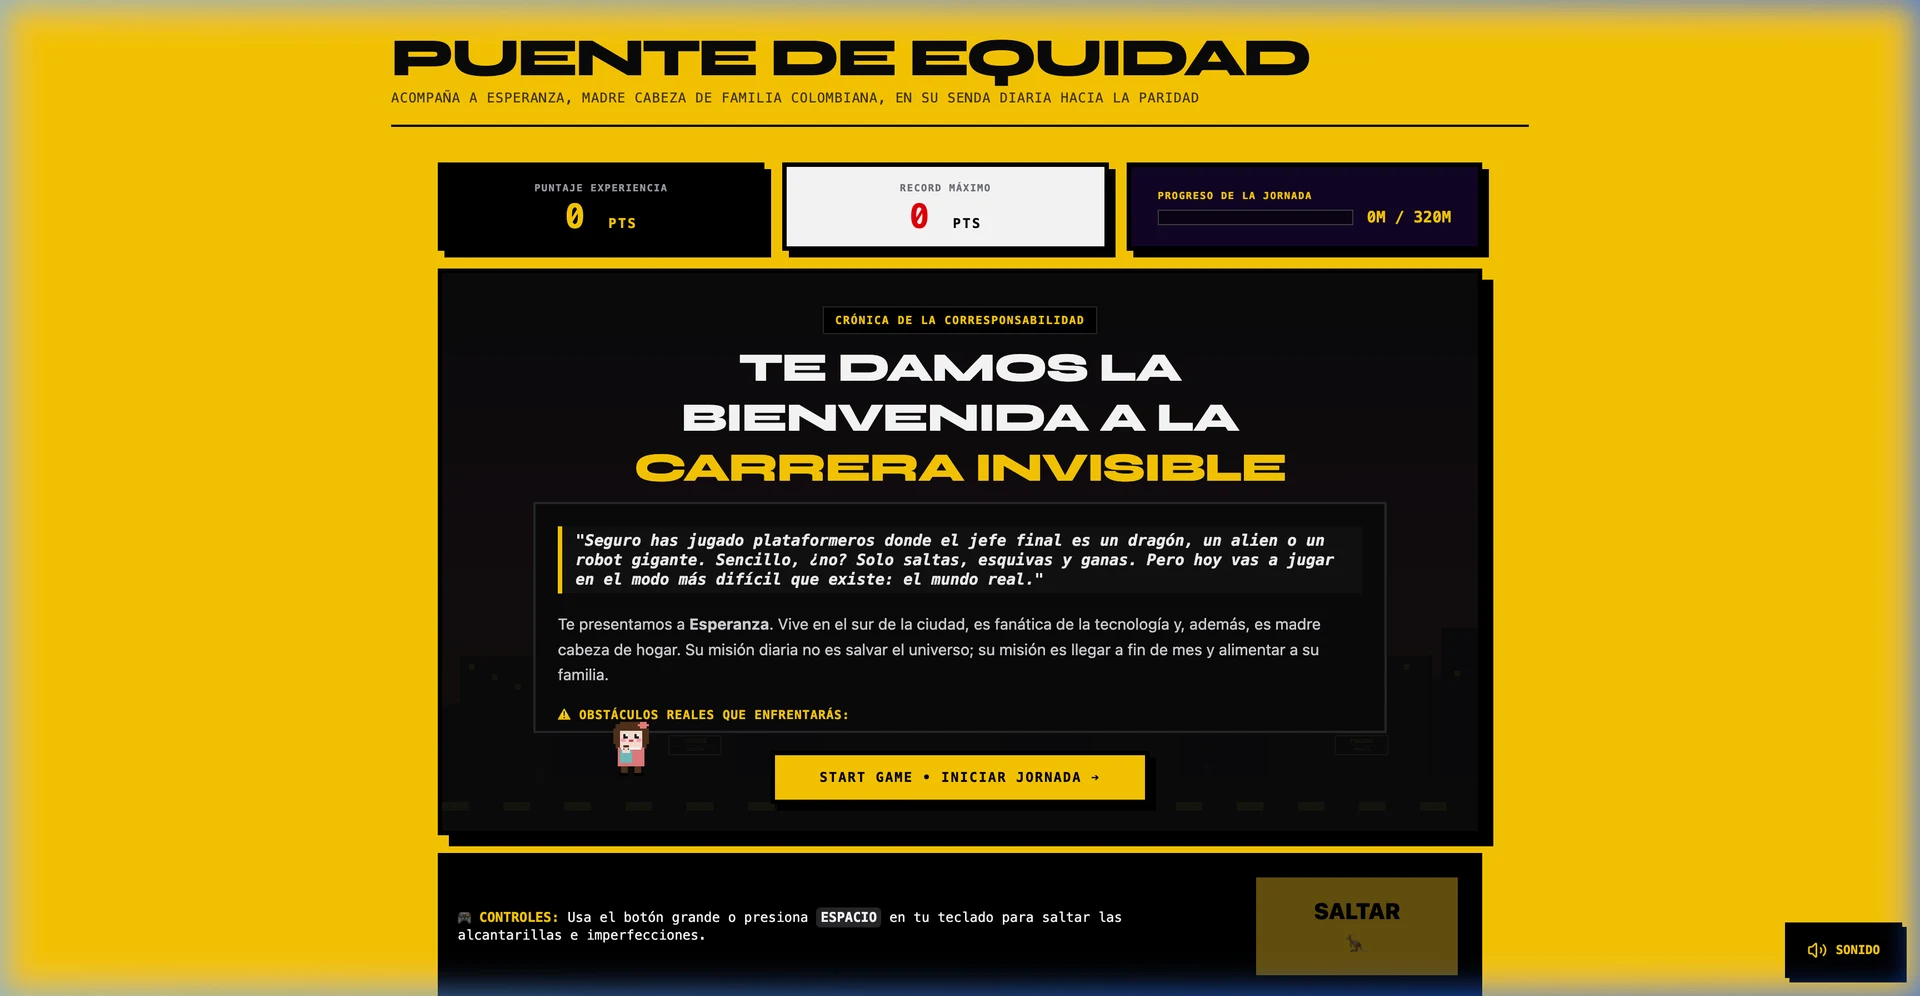 PUENTE DE EQUIDAD
ACOMPAÑA A ESPERANZA, MADRE CABEZA DE FAMILIA COLOMBIANA, EN SU SENDA DIARIA HACIA LA PARIDAD
PUNTAJE EXPERIENCIA
0 PTS
RECORD MÁXIMO
0 PTS
PROGRESO DE LA JORNADA
0M / 320M
CRÓNICA DE LA CORRESPONSABILIDAD
TE DAMOS LA
BIENVENIDA A LA
CARRERA INVISIBLE
"Seguro has jugado plataformeros donde el jefe final es un dragón, un alien o un
robot gigante. Sencillo, ¿no? Solo saltas, esquivas y ganas. Pero hoy vas a jugar
en el modo más difícil que existe: el mundo real."
Te presentamos a Esperanza. Vive en el sur de la ciudad, es fanática de la tecnología y, además, es madre
cabeza de hogar. Su misión diaria no es salvar el universo; su misión es llegar a fin de mes y alimentar a su
familia.
⚠ OBSTÁCULOS REALES QUE ENFRENTARÁS:
START GAME • INICIAR JORNADA →
🎮 CONTROLES: Usa el botón grande o presiona ESPACIO en tu teclado para saltar las
alcantarillas e imperfecciones.
SALTAR
SONIDO